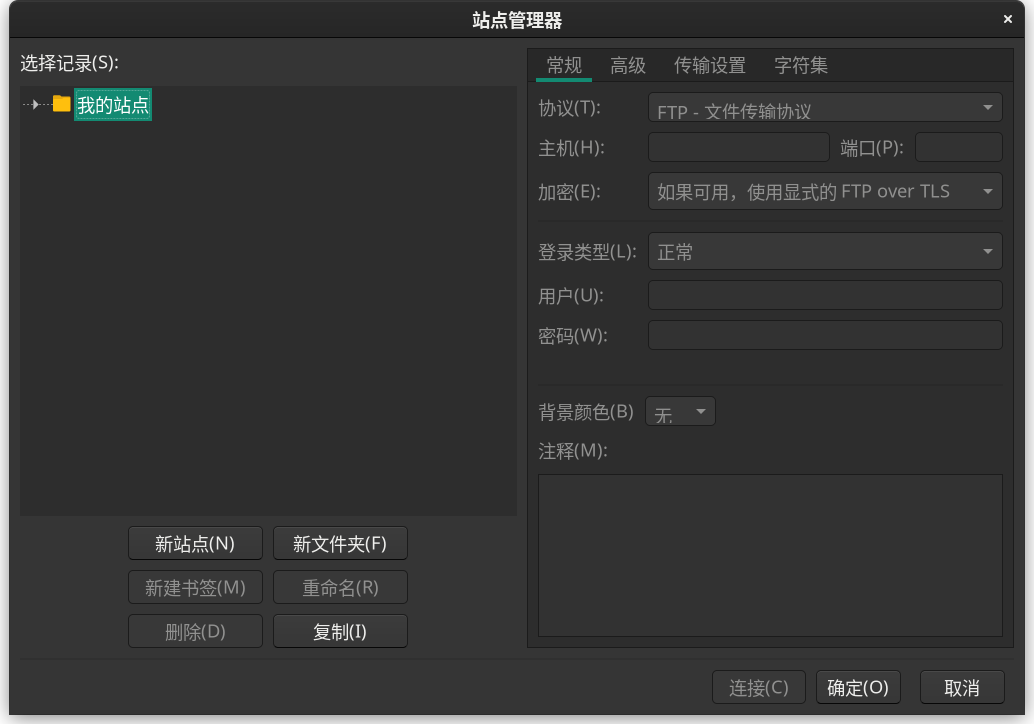 站点管理器
×
选择记录(S):
我的站点
新站点(N)
新文件夹(F)
新建书签(M)
重命名(R)
删除(D)
复制(I)
常规 高级 传输设置 字符集
协议(T): FTP - 文件传输协议
主机(H): 端口(P):
加密(E): 如果可用，使用显式的 FTP over TLS
登录类型(L): 正常
用户(U):
密码(W):
背景颜色(B) 无
注释(M):
连接(C) 确定(O) 取消